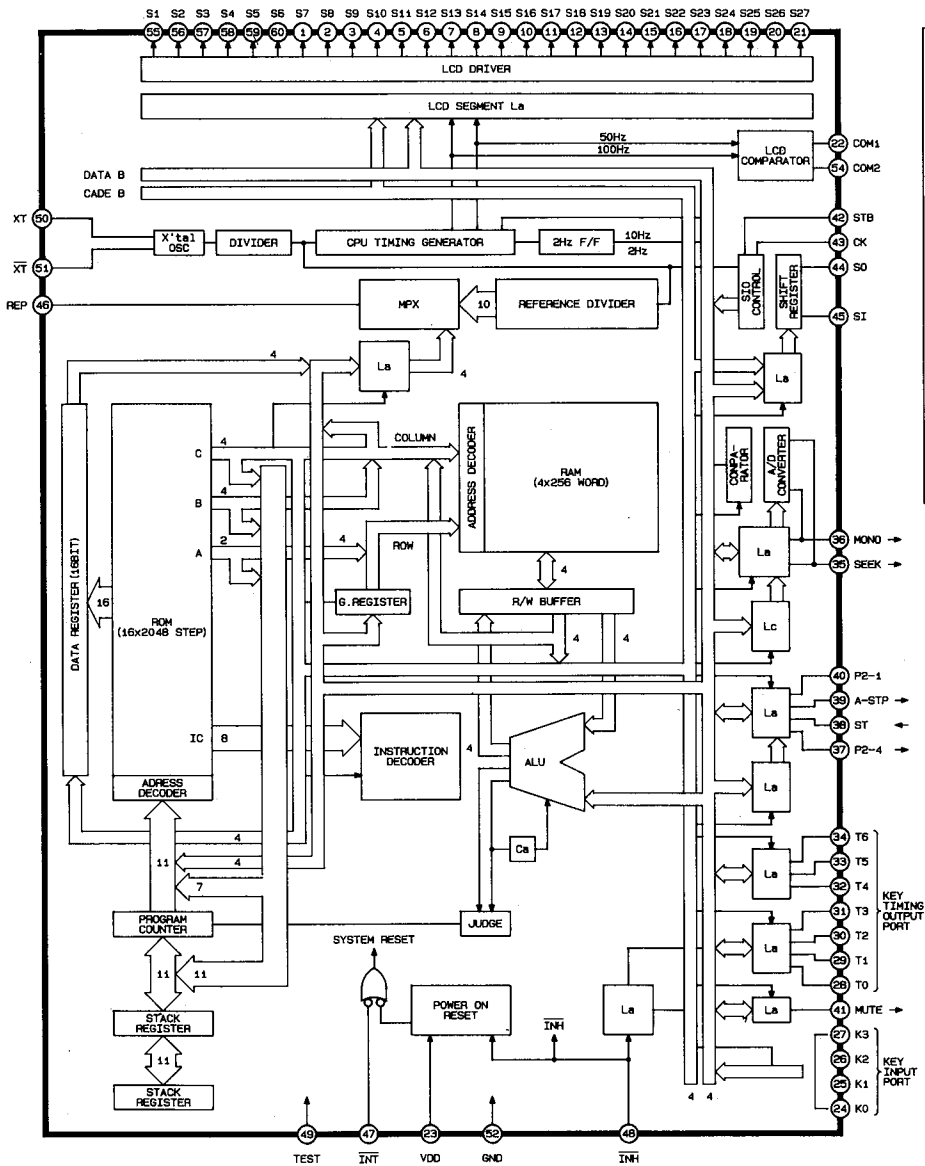 S1 S2 S3 S4 S5 S6 S7 S8 S9 S10 S11 S12 S13 S14 S15 S16 S17 S18 S19 S20 S21 S22 S23 S24 S25 S26 S27
55 56 57 58 59 60 1 2 3 4 5 6 7 8 9 10 11 12 13 14 15 16 17 18 19 20 21
LCD DRIVER
LCD SEGMENT La
50Hz
100Hz
LCD
COMPARATOR
22 COM1
54 COM2
DATA B
CADE B
XT 50
XT 51
X'tal
OSC
DIVIDER
CPU TIMING GENERATOR
2Hz F/F
10Hz
2Hz
42 STB
43 CK
44 SO
45 SI
SIO
CONTROL
SHIFT
REGISTER
REP 46
MPX
10
REFERENCE DIVIDER
4
La
4
La
DATA REGISTER (16BIT)
16
ROM
(16x2048 STEP)
C 4
B 4
A 2
IC 8
ADRESS
DECODER
COLUMN
4
ROW
ADDRESS DECODER
RAM
(4x256 WORD)
4
G.REGISTER
R/W BUFFER
4 4
CONPA-
RATOR
A/D
CONVERTER
La
36 MONO
35 SEEK
Lc
INSTRUCTION
DECODER
4
ALU
Ca
JUDGE
La
40 P2-1
39 A-STP
38 ST
37 P2-4
La
4
11
4
7
PROGRAM
COUNTER
11
11
STACK
REGISTER
11
STACK
REGISTER
La
34 T6
33 T5
32 T4
La
31 T3
30 T2
29 T1
28 T0
KEY
TIMING
OUTPUT
PORT
SYSTEM RESET
POWER ON
RESET
INH
La
La
41 MUTE
27 K3
26 K2
25 K1
24 K0
KEY
INPUT
PORT
4 4
49 47 23 52 48
TEST INT VDD GND INH